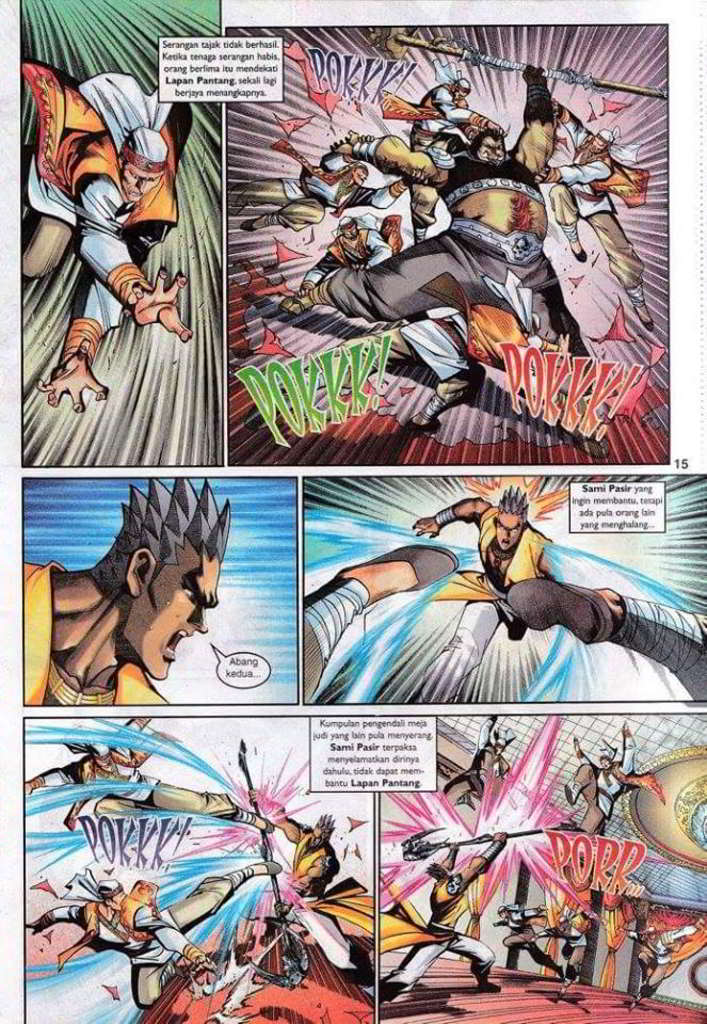 Serangan tajak tidak berhasil.
Ketika tenaga serangan habis,
orang berlima itu mendekati
Lapan Pantang, sekali lagi
berjaya menangkapnya.
POKKK!
POKKK!
POKKK!
15
Abang
kedua...
Sami Pasir yang
ingin membantu, tetapi
ada pula orang lain
yang menghalang...
Kumpulan pengendali meja
judi yang lain pula menyerang.
Sami Pasir terpaksa
menyelamatkan dirinya
dahulu, tidak dapat mem-
bantu Lapan Pantang.
POKKK!
PORR...